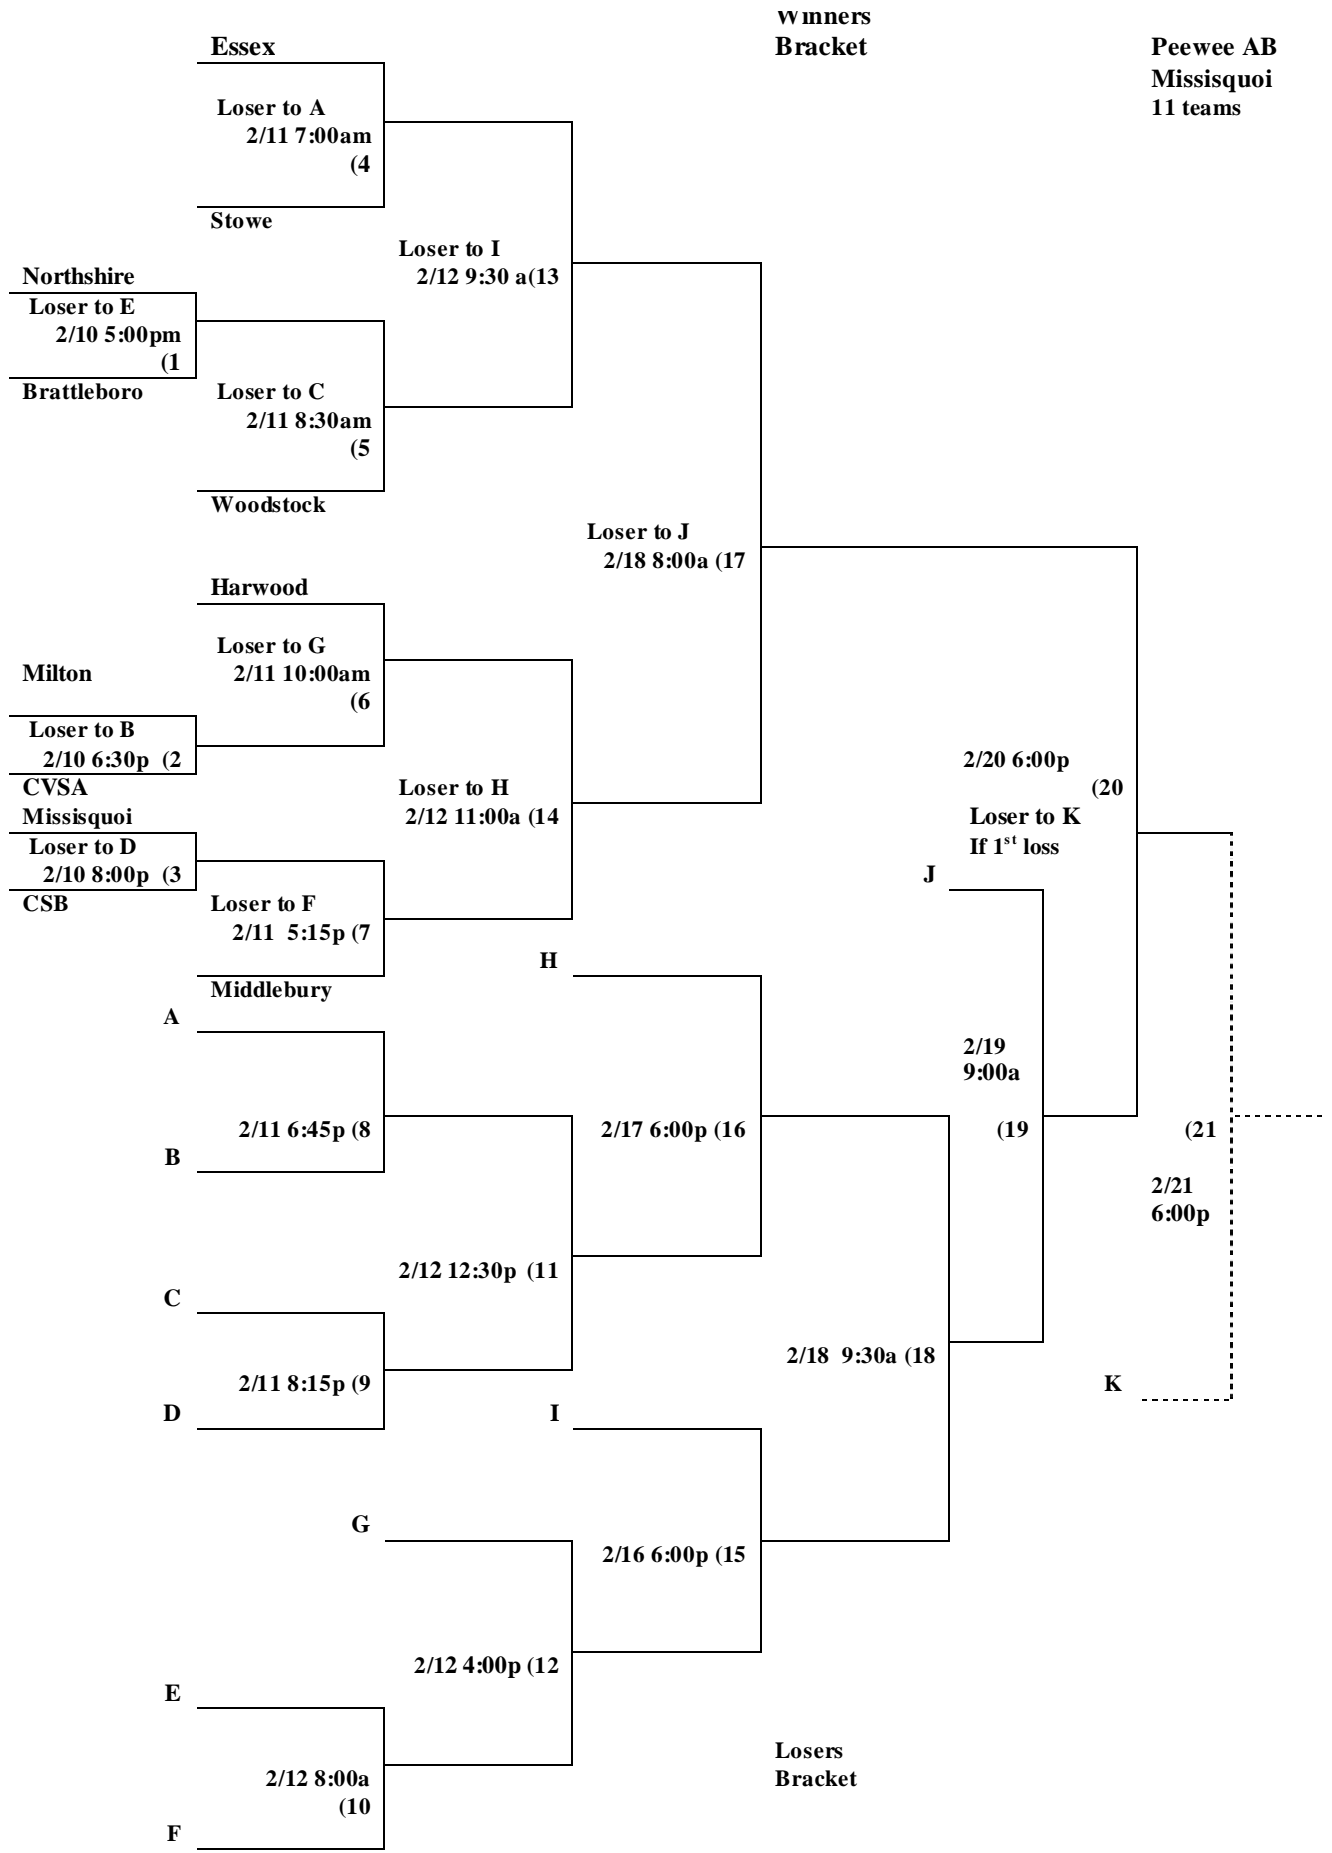 Winners
Bracket
Peewee AB
Missisquoi
11 teams
Essex
Loser to A
2/11 7:00am
(4
Stowe
Loser to I
2/12 9:30 a(13
Northshire
Loser to E
2/10 5:00pm
(1
Brattleboro
Loser to C
2/11 8:30am
(5
Woodstock
Loser to J
2/18 8:00a (17
Harwood
Loser to G
2/11 10:00am
(6
Milton
Loser to B
2/10 6:30p (2
CVSA
Loser to H
2/12 11:00a (14
2/20 6:00p
(20
Loser to K
If 1st loss
Missisquoi
Loser to D
2/10 8:00p (3
CSB
Loser to F
2/11 5:15p (7
Middlebury
J
H
A
2/11 6:45p (8
B
2/17 6:00p (16
2/19
9:00a
(19
(21
2/21
6:00p
2/12 12:30p (11
C
2/11 8:15p (9
D
2/18 9:30a (18
K
I
G
2/16 6:00p (15
2/12 4:00p (12
E
2/12 8:00a
(10
F
Losers
Bracket